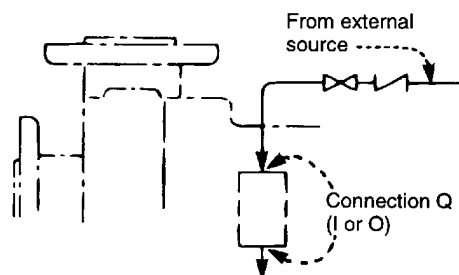 From external
source
Connection Q
(I or O)